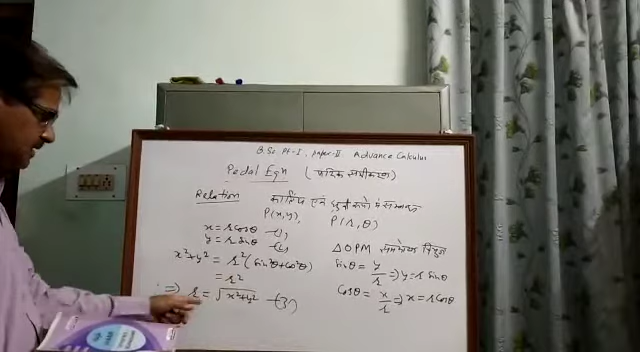 B.Sc. Pt-I, Paper-II Advance Calculus
Pedal Eqn (पदिक समीकरण)
Relation कार्तीय एवं ध्रुवी रूपों में सम्बन्ध
P(x,y), P(r,θ)
x = r cosθ —(1)
y = r sinθ —(2)
x²+y² = r²(sin²θ+cos²θ)
= r²
⇒ r = √x²+y² —(3)
ΔOPM समकोण त्रिभुज
sinθ = y/r ⇒ y = r sinθ
cosθ = x/r ⇒ x = r cosθ